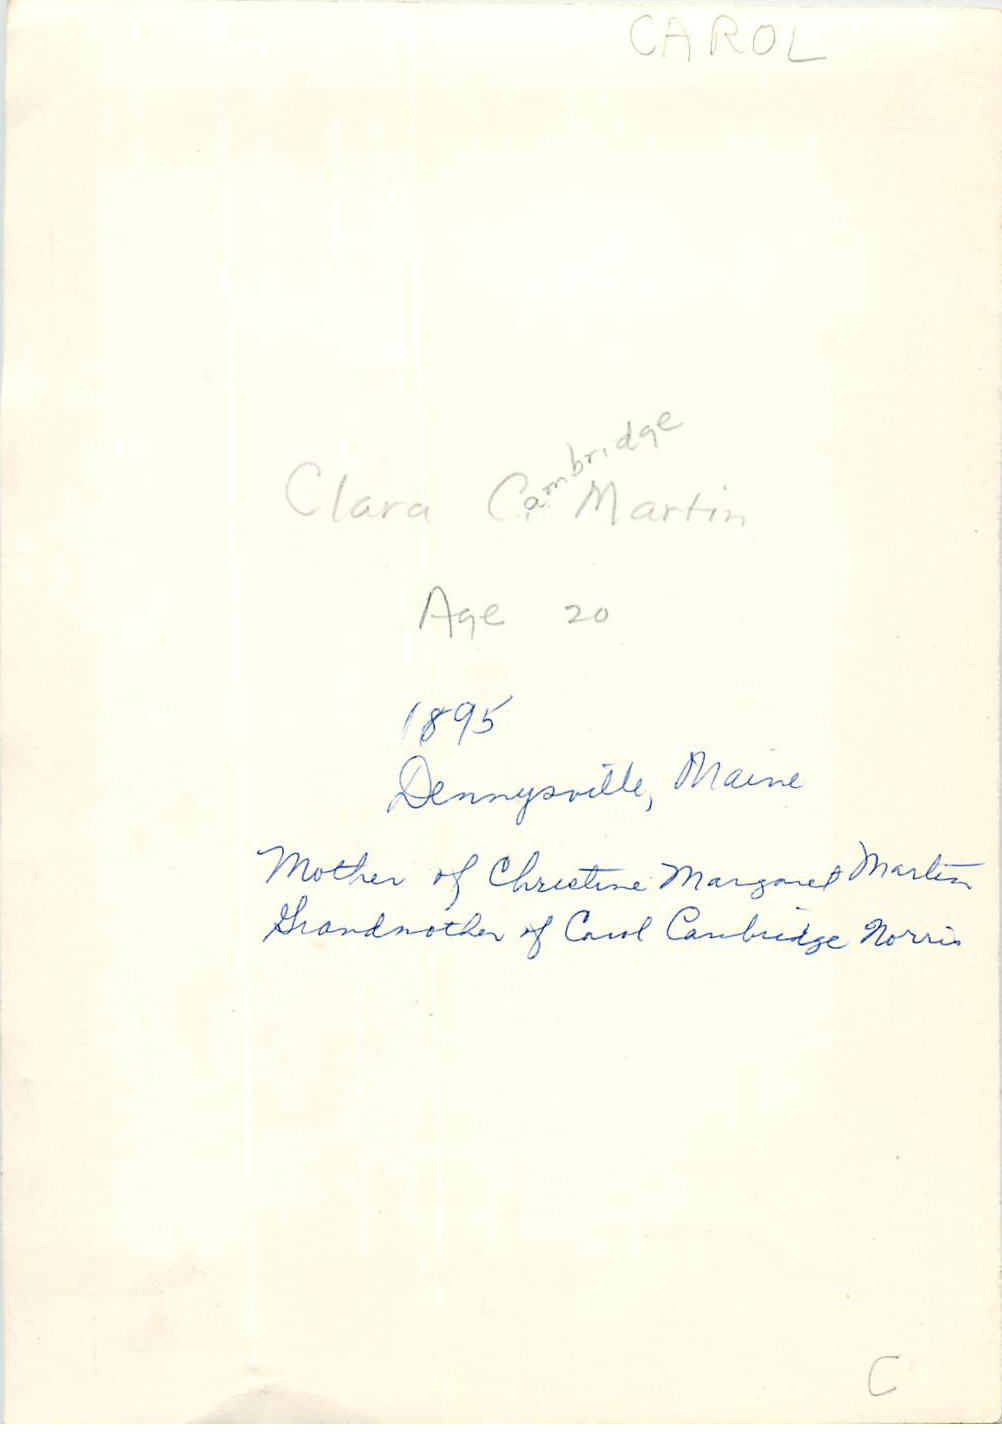 CAROL
Clara Cambridge Martin
Age 20
1895
Dennysville, Maine
Mother of Christine Margaret Martin
Grandmother of Carol Cambridge Norris
C